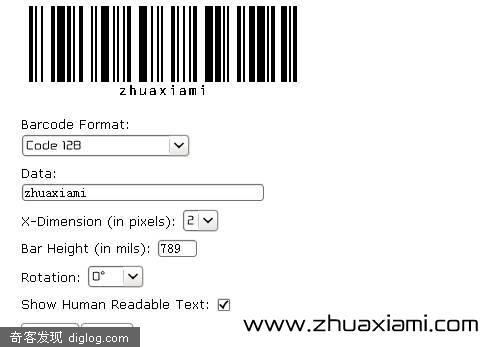 zhuaxiami
Barcode Format:
Code 128
Data:
zhuaxiami
X-Dimension (in pixels): 2
Bar Height (in mils): 789
Rotation: 0°
Show Human Readable Text:
www.zhuaxiami.com
奇客发现 diglog.com